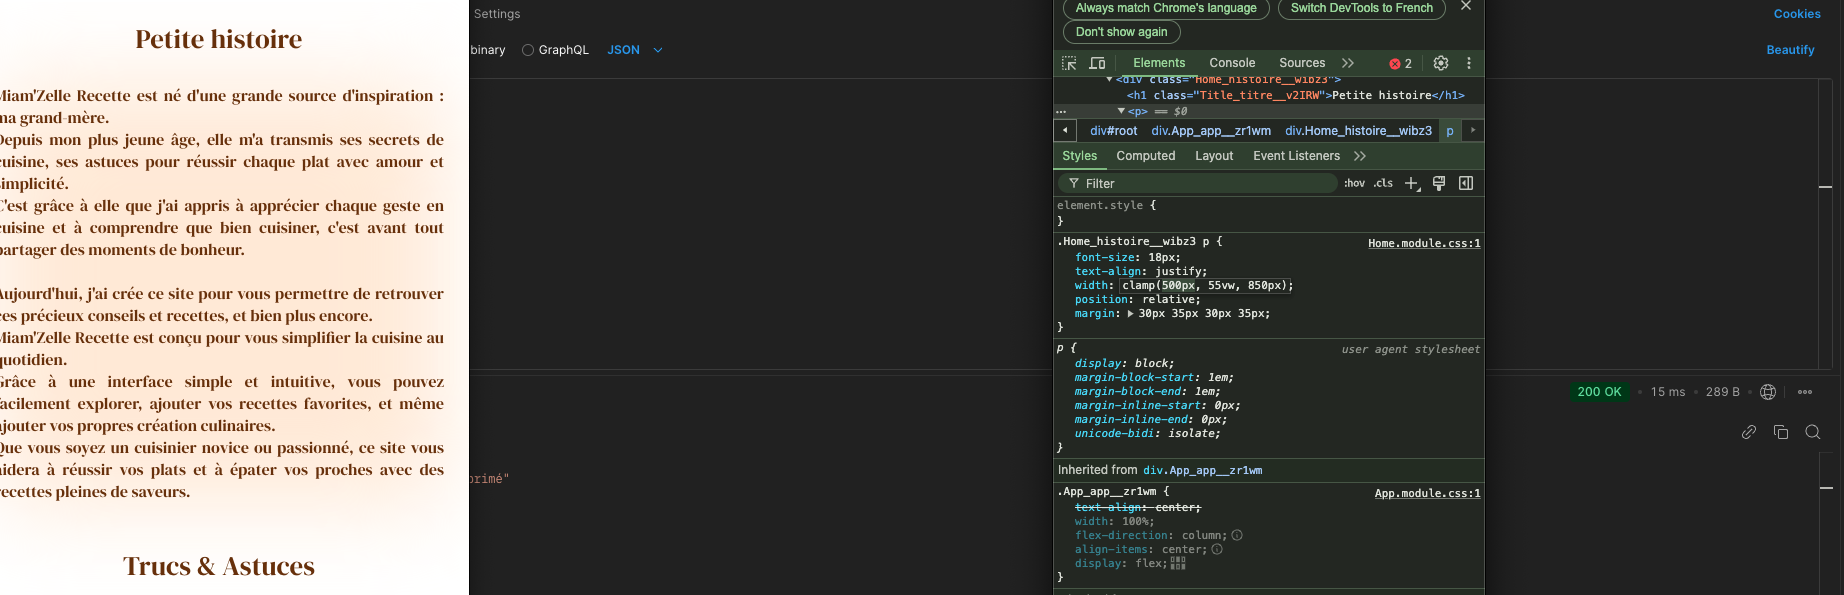 Petite histoire
Miam'Zelle Recette est né d'une grande source d'inspiration :
ma grand-mère.
Depuis mon plus jeune âge, elle m'a transmis ses secrets de
cuisine, ses astuces pour réussir chaque plat avec amour et
simplicité.
C'est grâce à elle que j'ai appris à apprécier chaque geste en
cuisine et à comprendre que bien cuisiner, c'est avant tout
partager des moments de bonheur.
Aujourd'hui, j'ai crée ce site pour vous permettre de retrouver
ces précieux conseils et recettes, et bien plus encore.
Miam'Zelle Recette est conçu pour vous simplifier la cuisine au
quotidien.
Grâce à une interface simple et intuitive, vous pouvez
facilement explorer, ajouter vos recettes favorites, et même
ajouter vos propres création culinaires.
Que vous soyez un cuisinier novice ou passionné, ce site vous
aidera à réussir vos plats et à épater vos proches avec des
recettes pleines de saveurs.
Trucs & Astuces
Settings
binary GraphQL JSON
primé"
Always match Chrome's language Switch DevTools to French
Don't show again
Elements Console Sources 2
<div class="Home_histoire__wibz3">
<h1 class="Title_titre__v2IRW">Petite histoire</h1>
<p> == $0
div#root div.App_app__zr1wm div.Home_histoire__wibz3 p
Styles Computed Layout Event Listeners
Filter :hov .cls
element.style {
}
.Home_histoire__wibz3 p { Home.module.css:1
font-size: 18px;
text-align: justify;
width: clamp(500px, 55vw, 850px);
position: relative;
margin: 30px 35px 30px 35px;
}
p { user agent stylesheet
display: block;
margin-block-start: 1em;
margin-block-end: 1em;
margin-inline-start: 0px;
margin-inline-end: 0px;
unicode-bidi: isolate;
}
Inherited from div.App_app__zr1wm
.App_app__zr1wm { App.module.css:1
text-align: center;
width: 100%;
flex-direction: column;
align-items: center;
display: flex;
}
Cookies
Beautify
200 OK • 15 ms • 289 B